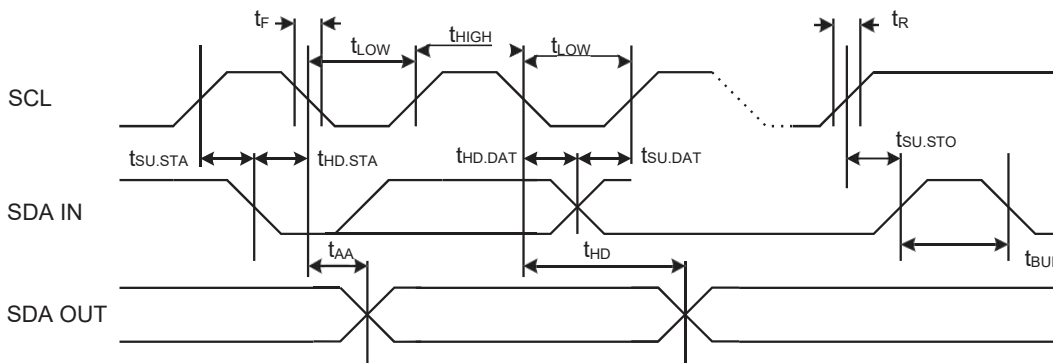 tF
tLOW
tHIGH
tLOW
tR
SCL
tSU.STA
tHD.STA
tHD.DAT
tSU.DAT
tSU.STO
SDA IN
tAA
tHD
tBU
SDA OUT